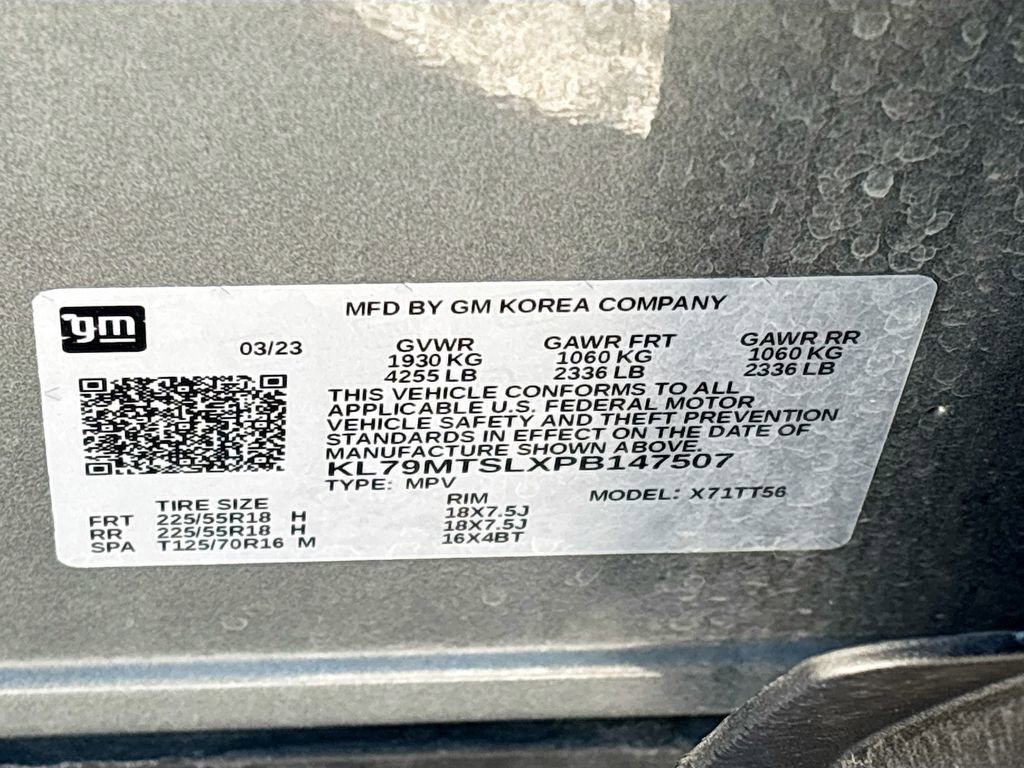 gm
MFD BY GM KOREA COMPANY
03/23
GVWR GAWR FRT GAWR RR
1930 KG 1060 KG 1060 KG
4255 LB 2336 LB 2336 LB
THIS VEHICLE CONFORMS TO ALL
APPLICABLE U.S. FEDERAL MOTOR
VEHICLE SAFETY AND THEFT PREVENTION
STANDARDS IN EFFECT ON THE DATE OF
MANUFACTURE SHOWN ABOVE.
KL79MTSLXPB147507
TYPE: MPV
MODEL: X71TT56
TIRE SIZE RIM
FRT 225/55R18 H 18X7.5J
RR 225/55R18 H 18X7.5J
SPA T125/70R16 M 16X4BT